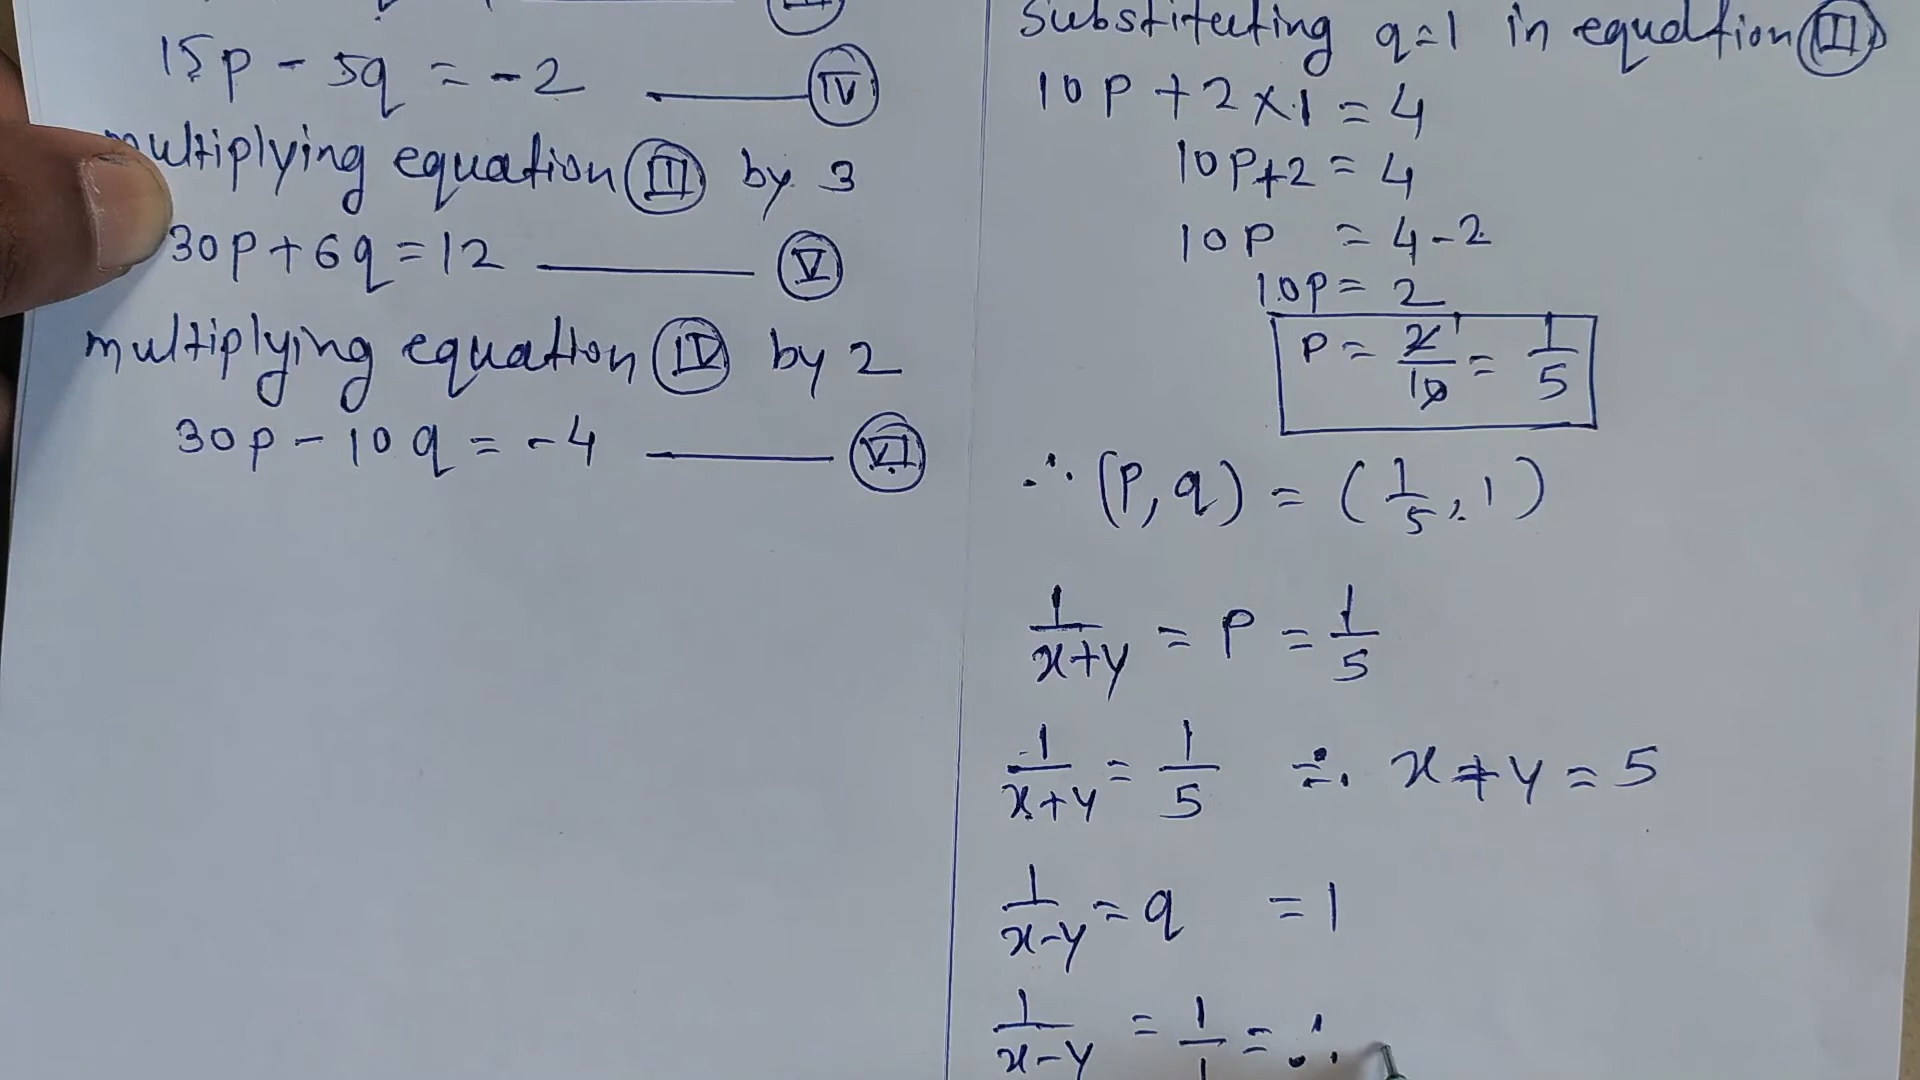 15p - 5q = -2 ——— (IV)
multiplying equation (III) by 3
30p + 6q = 12 ——— (V)
multiplying equation (IV) by 2
30p - 10q = -4 ——— (VI)
Substituting q=1 in equation (III)
10p + 2×1 = 4
10p+2 = 4
10p = 4-2
10p = 2
p = 2/10 = 1/5
∴ (p,q) = (1/5, 1)
1/(x+y) = p = 1/5
1/(x+y) = 1/5 ∴ x+y = 5
1/(x-y) = q = 1
1/(x-y) = 1/1 = ∴